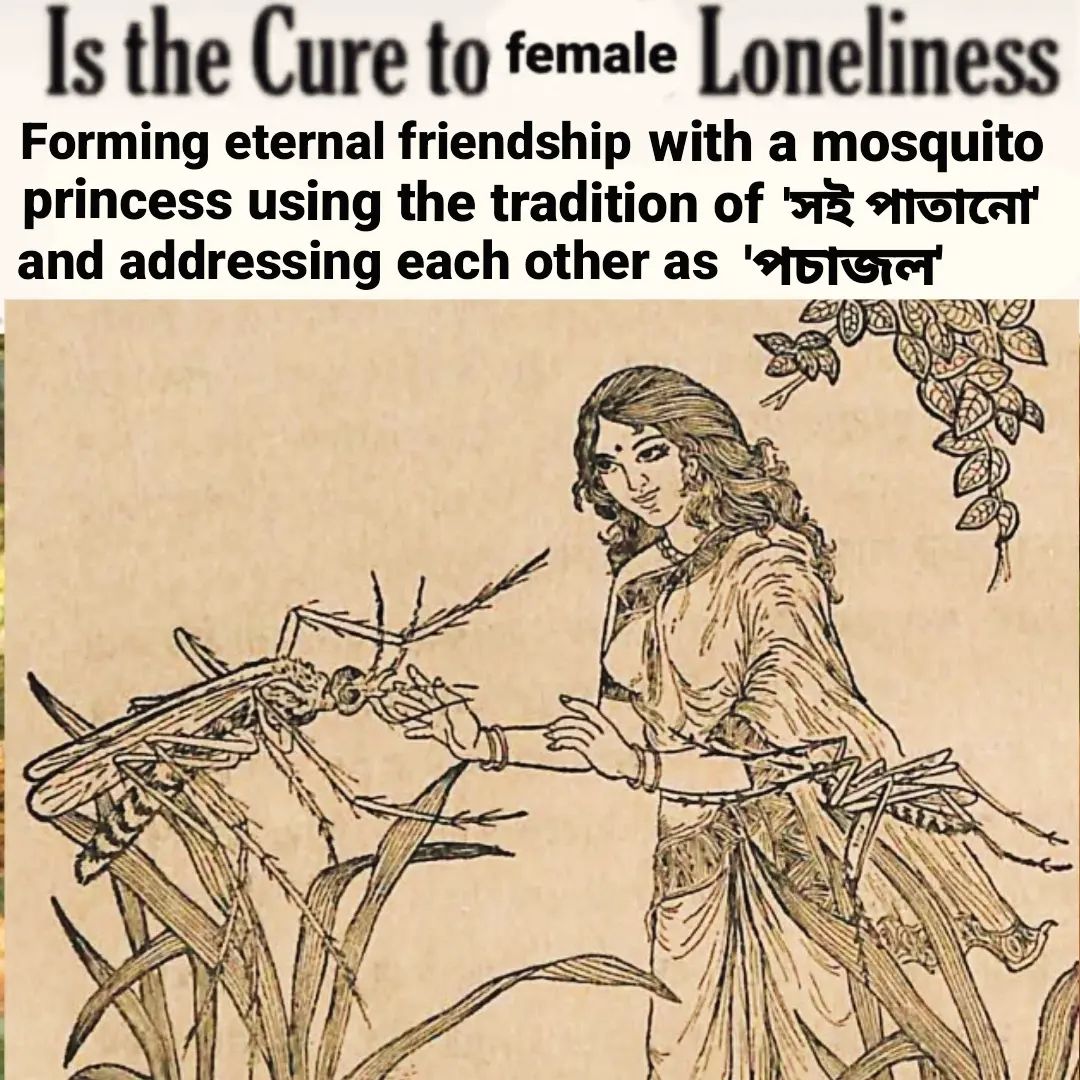 Is the Cure to female Loneliness
Forming eternal friendship with a mosquito
princess using the tradition of 'সই পাতানো'
and addressing each other as 'পচাজল'